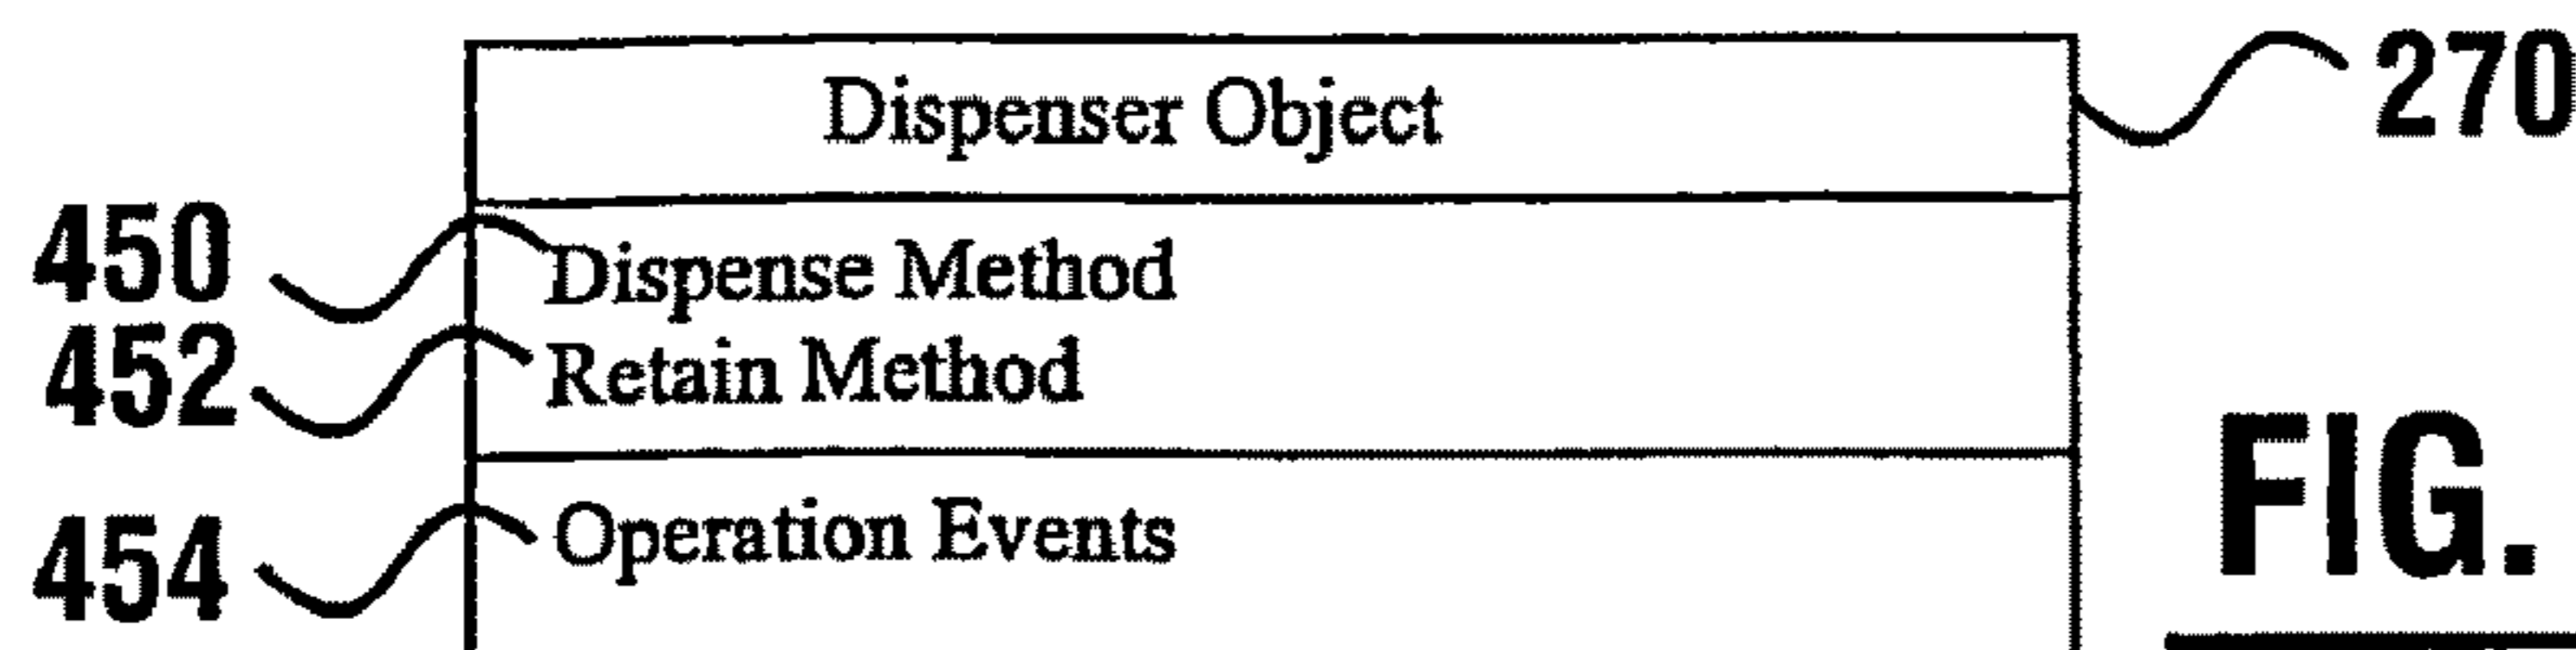 Dispenser Object
270
450
Dispense Method
452
Retain Method
FIG.
454
Operation Events